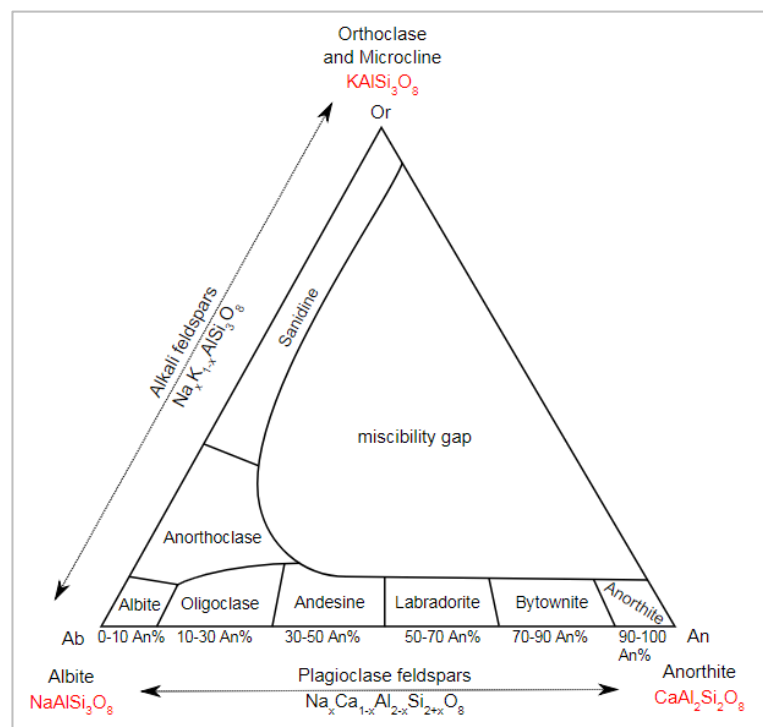 Orthoclase
and Microcline
KAlSi₃O₈
Or
Alkali feldspars
NaₓK₁₋ₓAlSi₃O₈
Sanidine
miscibility gap
Anorthoclase
Albite
Oligoclase
Andesine
Labradorite
Bytownite
Anorthite
Ab
0-10 An%
10-30 An%
30-50 An%
50-70 An%
70-90 An%
90-100
An%
An
Albite
NaAlSi₃O₈
Plagioclase feldspars
NaₓCa₁₋ₓAl₂₋ₓSi₂₊ₓO₈
Anorthite
CaAl₂Si₂O₈